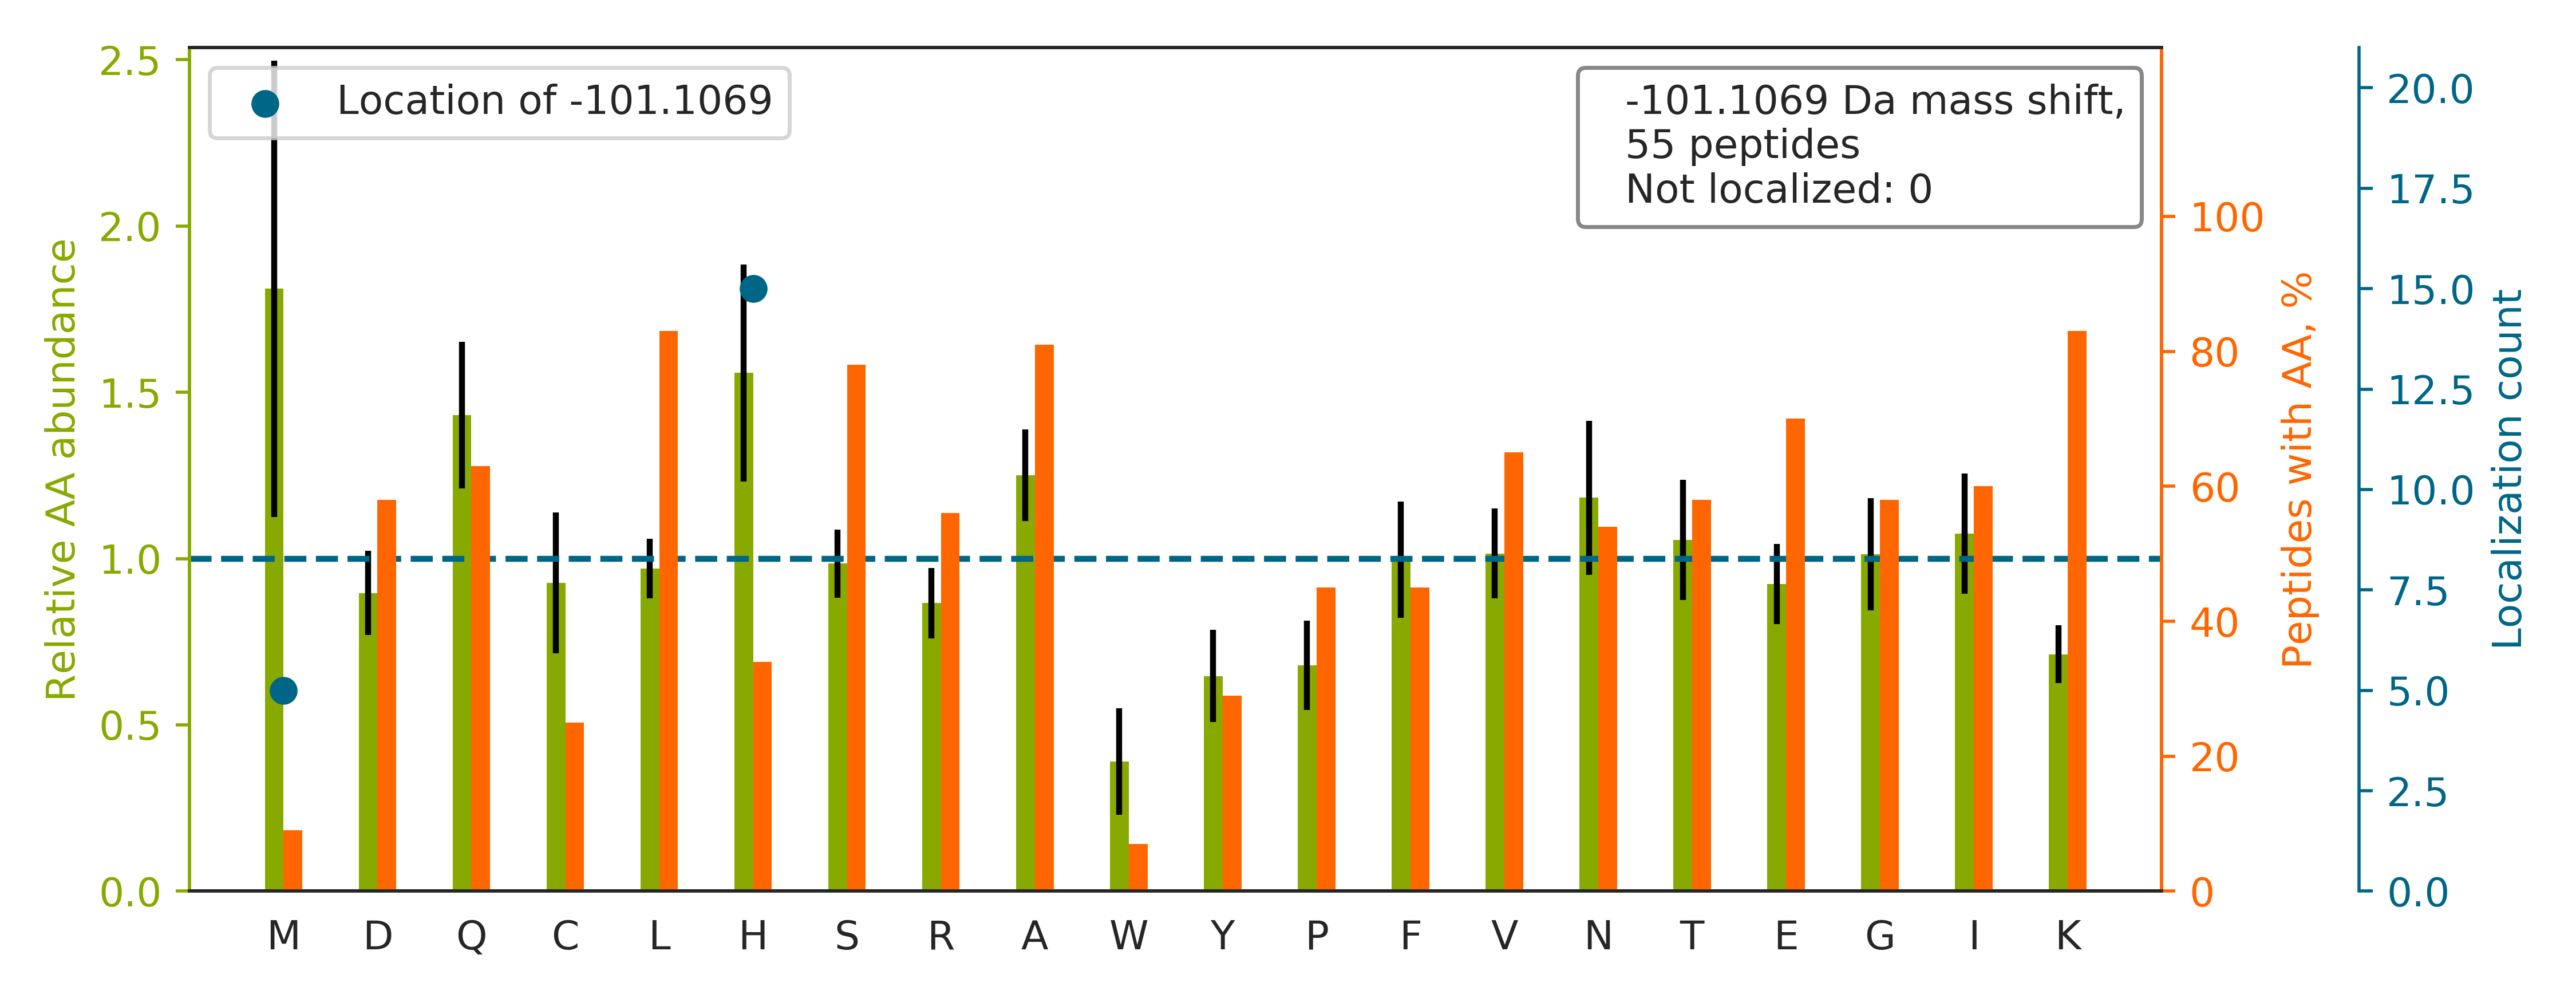 Location of -101.1069
-101.1069 Da mass shift,
55 peptides
Not localized: 0
Relative AA abundance
2.5
2.0
1.5
1.0
0.5
0.0
M D Q C L H S R A W Y P F V N T E G I K
100
80
60
40
20
0
Peptides with AA, %
20.0
17.5
15.0
12.5
10.0
7.5
5.0
2.5
0.0
Localization count